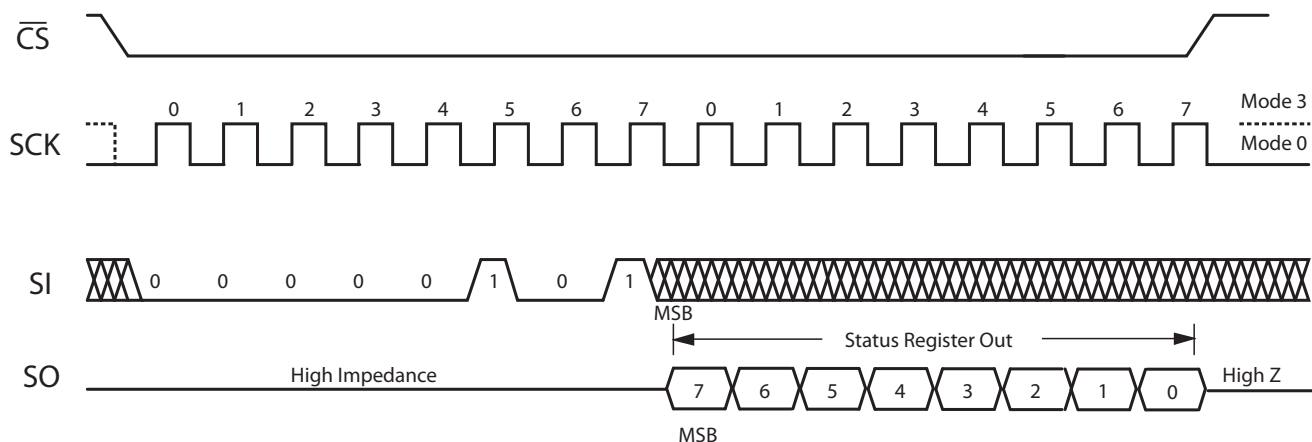 CS
0 1 2 3 4 5 6 7 0 1 2 3 4 5 6 7
Mode 3
SCK
Mode 0
SI
0 0 0 0 0 1 0 1
MSB
Status Register Out
SO
High Impedance
7 6 5 4 3 2 1 0
High Z
MSB